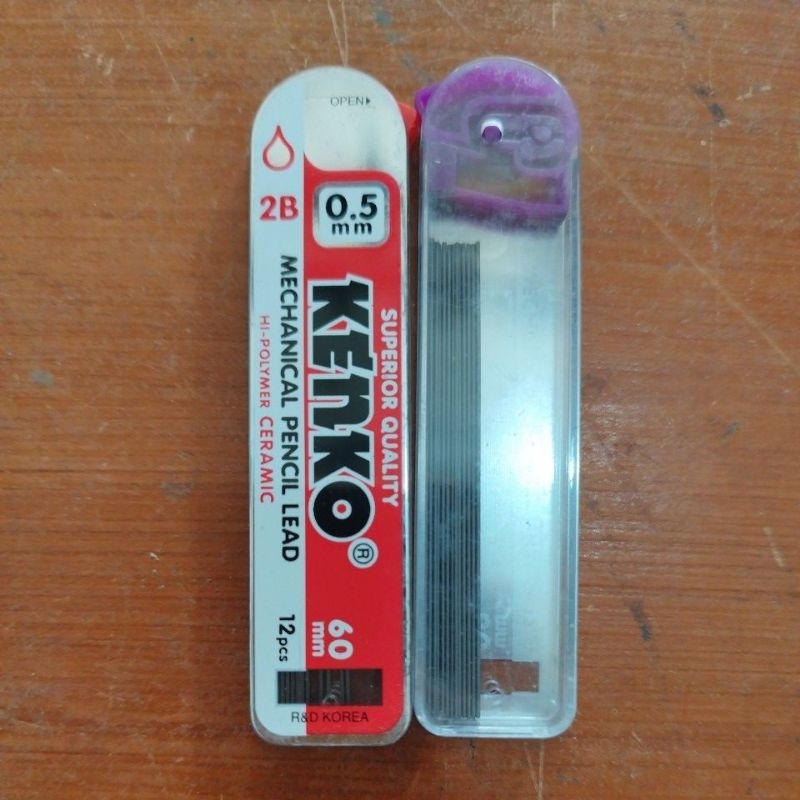 OPEN
2B
0.5
mm
SUPERIOR QUALITY
KENKO®
MECHANICAL PENCIL LEAD
HI-POLYMER CERAMIC
60
mm
12pcs
R&D KOREA